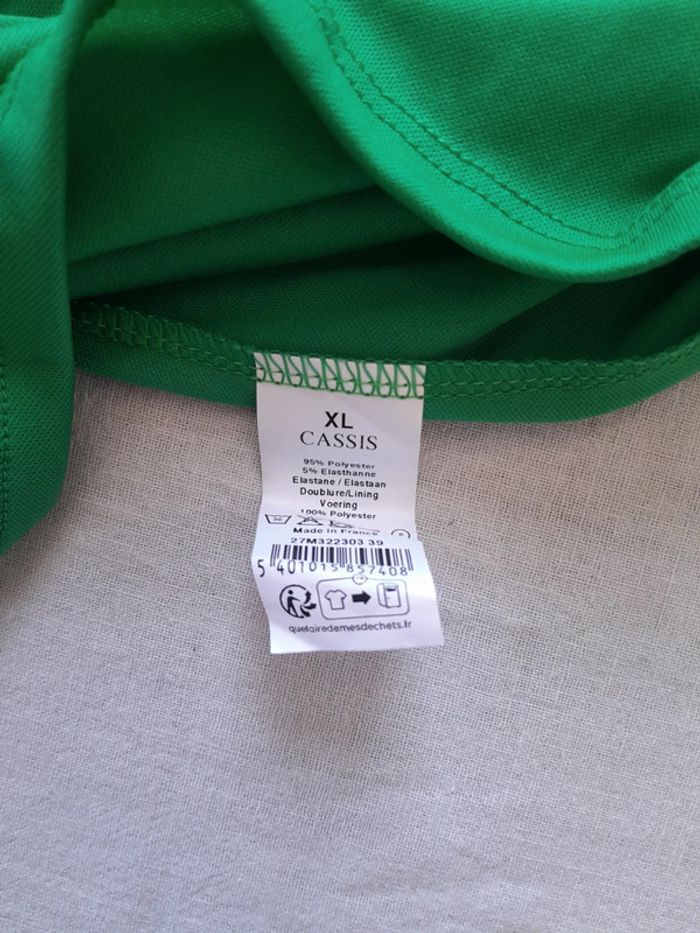 XL
CASSIS
95% Polyester
5% Elasthanne
Elastane / Elastaan
Doublure/Lining
Voering
100% Polyester
30
Made in France P
27M322303 39
5 401015 857408
quefairedemesdechets.fr